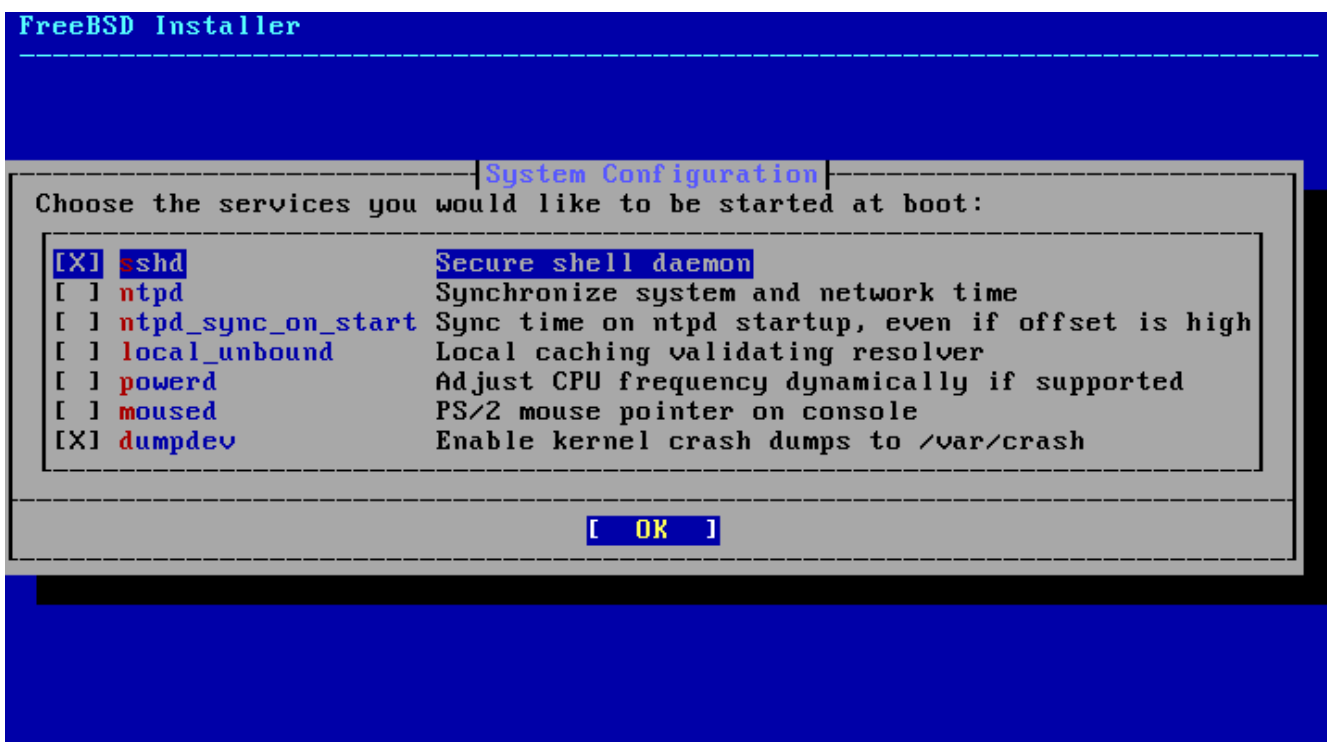 FreeBSD Installer
System Configuration
Choose the services you would like to be started at boot:
[X] sshd Secure shell daemon
[ ] ntpd Synchronize system and network time
[ ] ntpd_sync_on_start Sync time on ntpd startup, even if offset is high
[ ] local_unbound Local caching validating resolver
[ ] powerd Adjust CPU frequency dynamically if supported
[ ] moused PS/2 mouse pointer on console
[X] dumpdev Enable kernel crash dumps to /var/crash
[ OK ]